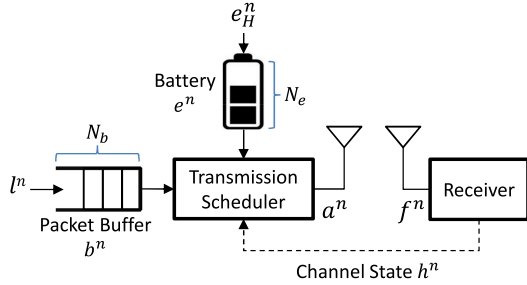 e_H^n
Battery
e^n
N_e
N_b
l^n
Transmission
Scheduler
a^n
f^n
Receiver
Packet Buffer
b^n
Channel State h^n